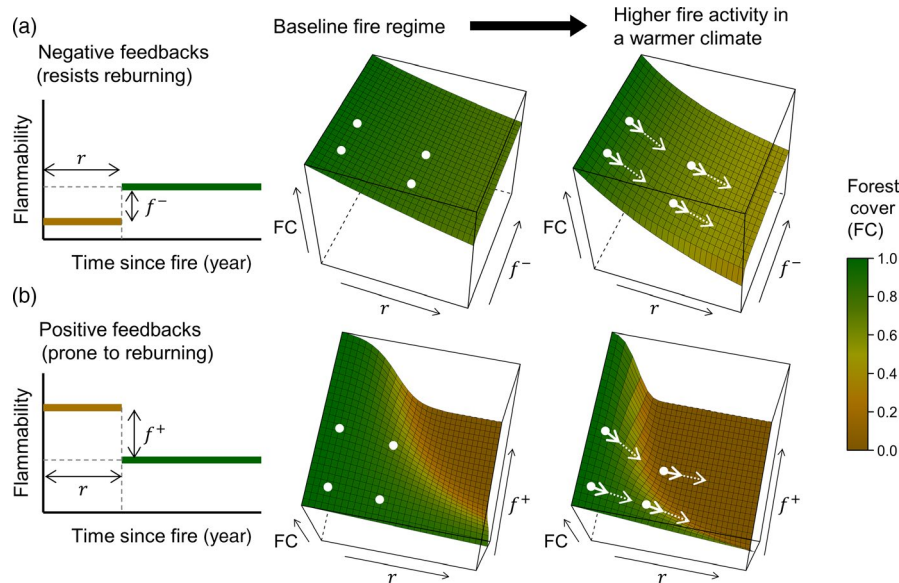 (a)
Negative feedbacks
(resists reburning)
Flammability
r
f⁻
Time since fire (year)
Baseline fire regime
Higher fire activity in
a warmer climate
FC
r
f⁻
FC
r
f⁻
Forest
cover
(FC)
1.0
0.8
0.6
0.4
0.2
0.0
(b)
Positive feedbacks
(prone to reburning)
Flammability
f⁺
r
Time since fire (year)
FC
r
f⁺
FC
r
f⁺